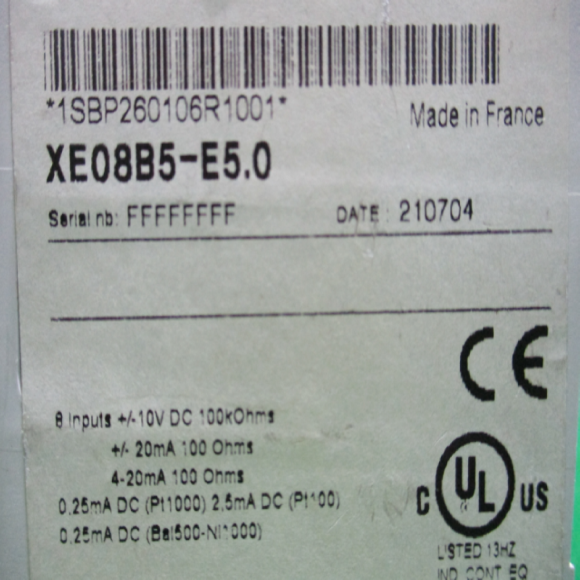 *1SBP260106R1001*
Made in France
XE08B5-E5.0
Serial nb: FFFFFFFF DATE : 210704
CE
8 Inputs +/-10V DC 100kOhms
+/- 20mA 100 Ohms
4-20mA 100 Ohms
0,25mA DC (Pt1000) 2,5mA DC (Pt100)
0,25mA DC (Bal500-NI1000)
C UL US
LISTED 13HZ
IND. CONT. EQ